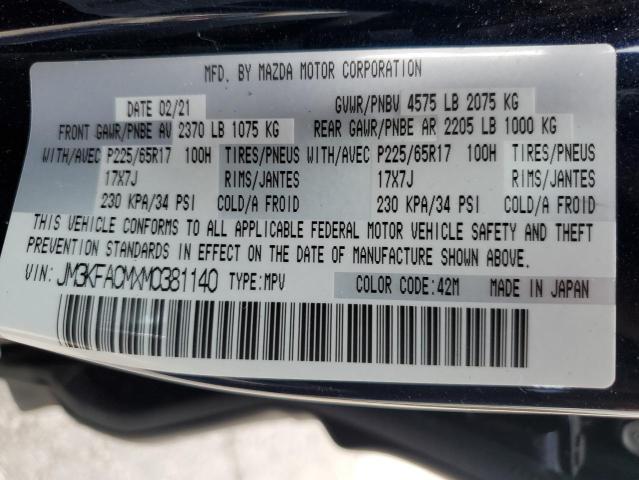 MFD. BY MAZDA MOTOR CORPORATION
DATE 02/21 GVWR/PNBV 4575 LB 2075 KG
FRONT GAWR/PNBE AV 2370 LB 1075 KG REAR GAWR/PNBE AR 2205 LB 1000 KG
WITH/AVEC P225/65R17 100H TIRES/PNEUS WITH/AVEC P225/65R17 100H TIRES/PNEUS
17X7J RIMS/JANTES 17X7J RIMS/JANTES
230 KPA/34 PSI COLD/A FROID 230 KPA/34 PSI COLD/A FROID
THIS VEHICLE CONFORMS TO ALL APPLICABLE FEDERAL MOTOR VEHICLE SAFETY AND THEFT
PREVENTION STANDARDS IN EFFECT ON THE DATE OF MANUFACTURE SHOWN ABOVE.
VIN: JM3KFACMXM0381140 TYPE:MPV COLOR CODE:42M MADE IN JAPAN